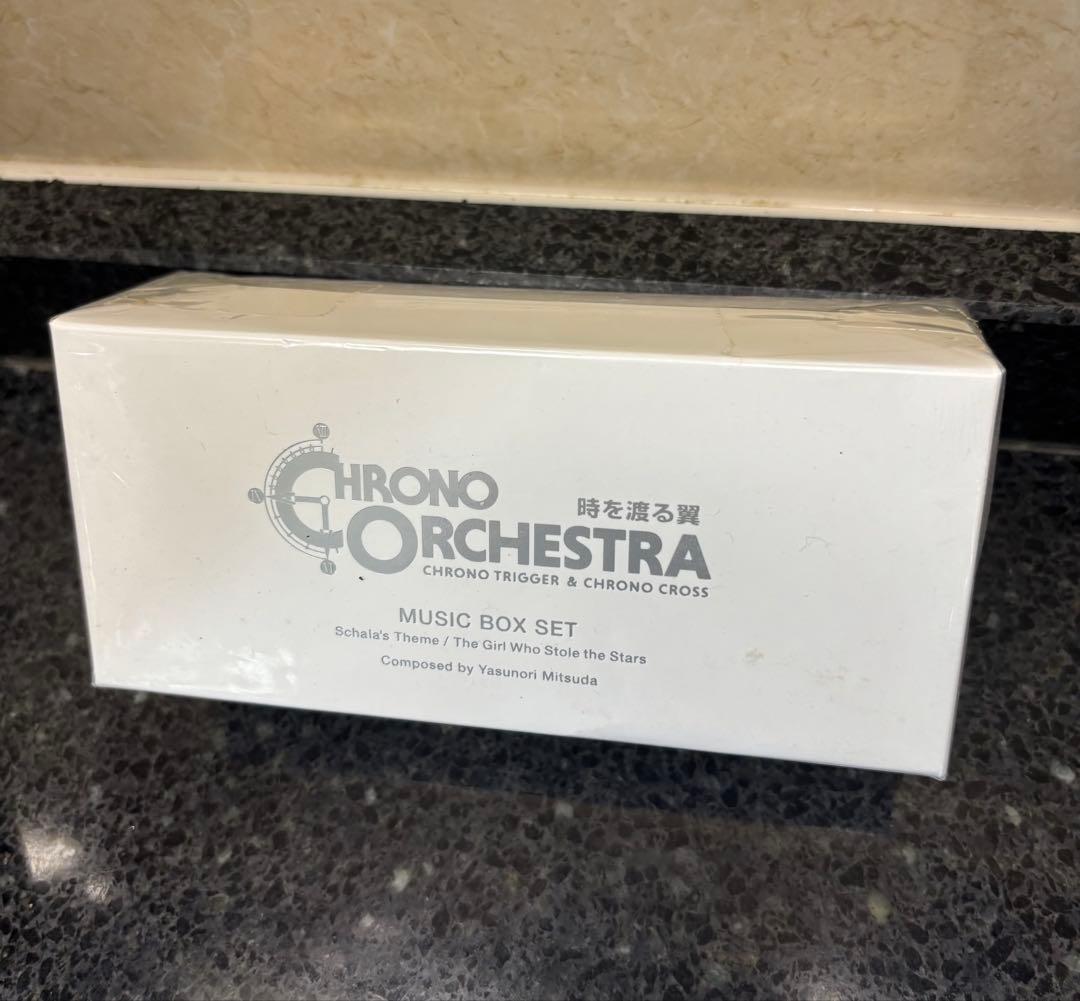 CHRONO
時を渡る翼
ORCHESTRA
CHRONO TRIGGER & CHRONO CROSS
MUSIC BOX SET
Schala's Theme / The Girl Who Stole the Stars
Composed by Yasunori Mitsuda